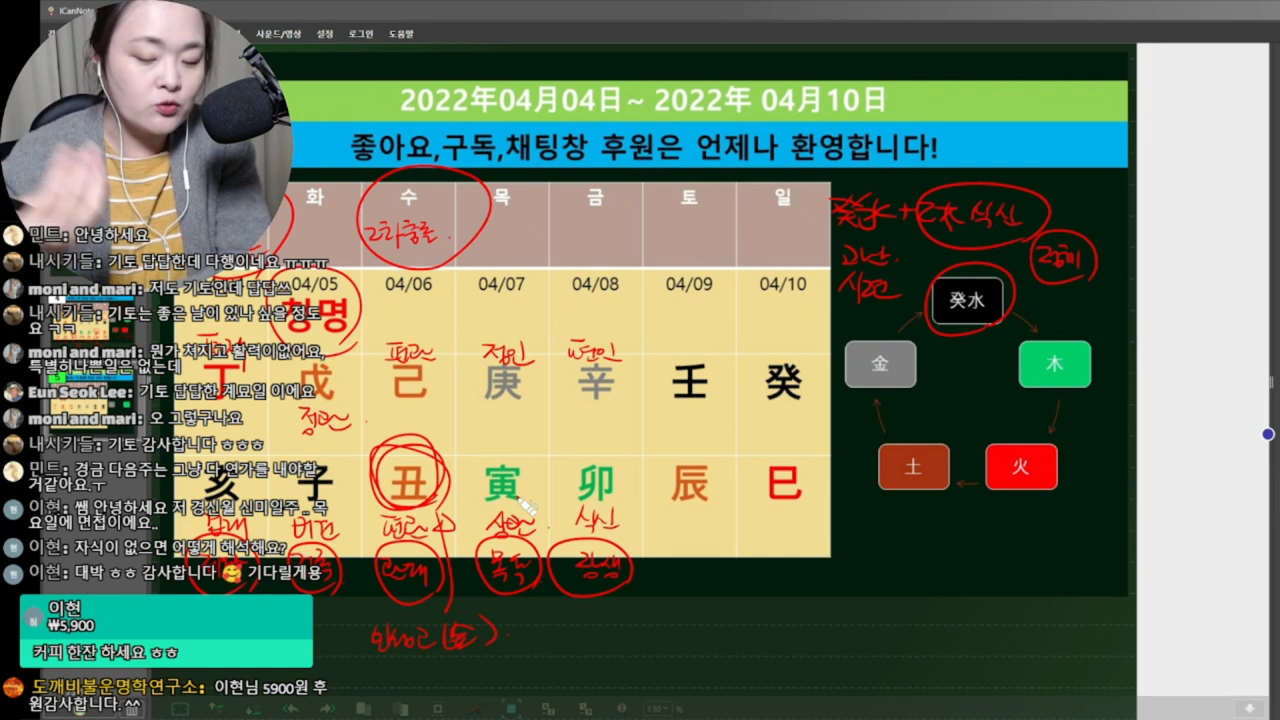 ICanNote
사운드/영상 설정 로그인 도움말
2022年04月04日~ 2022年 04月10日
좋아요,구독,채팅창 후원은 언제나 환영합니다!
화 수 목 금 토 일
04/05 04/06 04/07 04/08 04/09 04/10
청명
丁 戊 己 庚 辛 壬 癸
정인
亥 子 丑 寅 卯 辰 巳
식신
목욕
癸水
金 木
土 火
癸水 + 식신
민트: 안녕하세요
내시키들: 기토 답답한데 다행이네요 ㅠㅠㅠ
moni and mari: 저도 기토인데 답답쓰
내시키들: 기토는 좋은 날이 있나 싶을 정도
요 ㅋㅋ
moni and mari: 뭔가 처지고 활력이없어요,
특별히나쁜일은 없는데
Eun Seok Lee: 기토 답답한 계묘일 이에요
moni and mari: 오 그렇구나요
내시키들: 기토 감사합니다 ㅎㅎㅎ
민트: 경금 다음주는 그냥 다 연가를 내야할
거같아요.ㅜ
이현: 쌤 안녕하세요 저 경신월 신미일주 .. 목
요일에 면접이에요..
이현: 자식이 없으면 어떻게 해석해요?
이현: 대박 ㅎㅎ 감사합니다 🥰 기다릴게용
이현
₩5,900
커피 한잔 하세요 ㅎㅎ
도깨비불운명학연구소: 이현님 5900원 후
원감사합니다. ^^
130 %